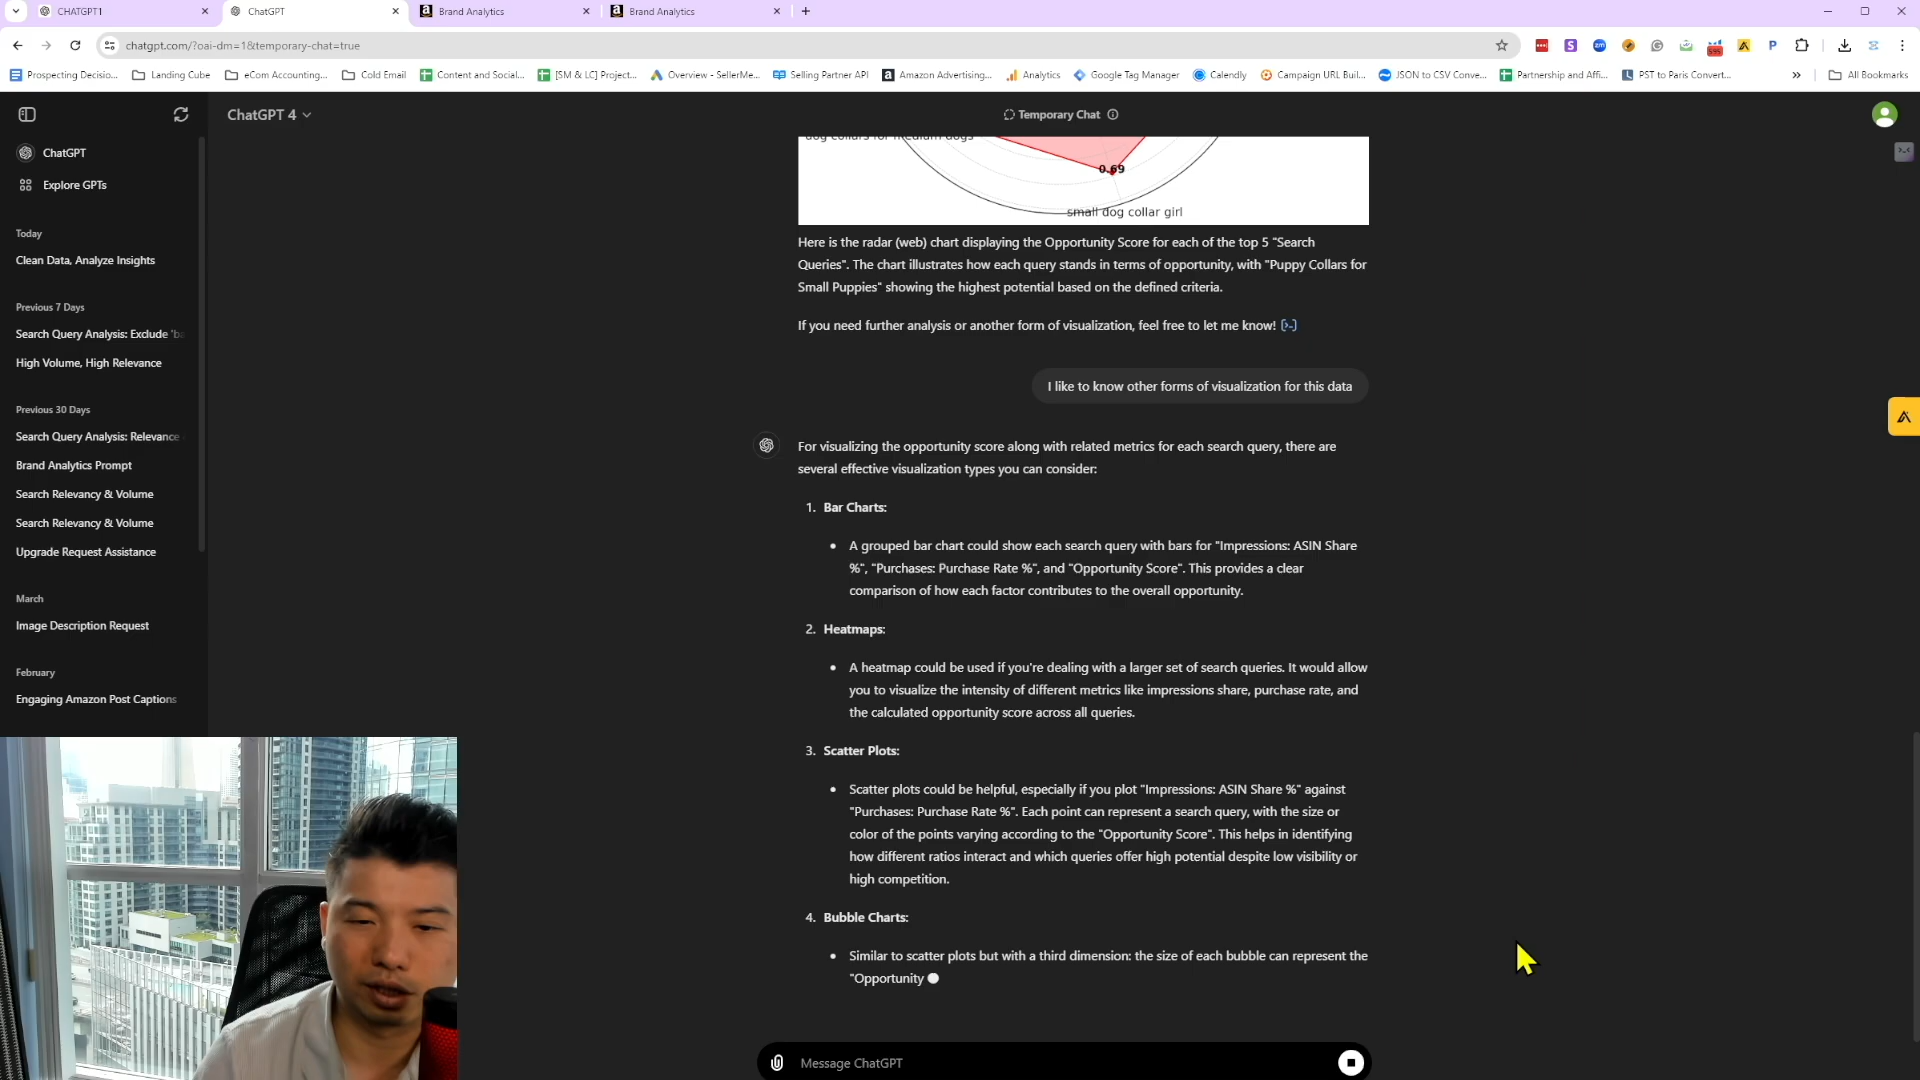 CHATGPT1
ChatGPT
Brand Analytics
Brand Analytics
chatgpt.com/?oai-dm=1&temporary-chat=true
Prospecting Decisio...
Landing Cube
eCom Accounting...
Cold Email
Content and Social...
[SM & LC] Project...
Overview - SellerMe...
Selling Partner API
Amazon Advertising...
Analytics
Google Tag Manager
Calendly
Campaign URL Buil...
JSON to CSV Conve...
Partnership and Affi...
PST to Paris Convert...
»
All Bookmarks
ChatGPT 4
Temporary Chat
ChatGPT
Explore GPTs
Today
Clean Data, Analyze Insights
Previous 7 Days
Search Query Analysis: Exclude 'ba
High Volume, High Relevance
Previous 30 Days
Search Query Analysis: Relevance
Brand Analytics Prompt
Search Relevancy & Volume
Search Relevancy & Volume
Upgrade Request Assistance
March
Image Description Request
February
Engaging Amazon Post Captions
dog collars for medium dogs
0.69
small dog collar girl
Here is the radar (web) chart displaying the Opportunity Score for each of the top 5 "Search
Queries". The chart illustrates how each query stands in terms of opportunity, with "Puppy Collars for
Small Puppies" showing the highest potential based on the defined criteria.
If you need further analysis or another form of visualization, feel free to let me know! [>-]
I like to know other forms of visualization for this data
For visualizing the opportunity score along with related metrics for each search query, there are
several effective visualization types you can consider:
1. Bar Charts:
• A grouped bar chart could show each search query with bars for "Impressions: ASIN Share
%", "Purchases: Purchase Rate %", and "Opportunity Score". This provides a clear
comparison of how each factor contributes to the overall opportunity.
2. Heatmaps:
• A heatmap could be used if you're dealing with a larger set of search queries. It would allow
you to visualize the intensity of different metrics like impressions share, purchase rate, and
the calculated opportunity score across all queries.
3. Scatter Plots:
• Scatter plots could be helpful, especially if you plot "Impressions: ASIN Share %" against
"Purchases: Purchase Rate %". Each point can represent a search query, with the size or
color of the points varying according to the "Opportunity Score". This helps in identifying
how different ratios interact and which queries offer high potential despite low visibility or
high competition.
4. Bubble Charts:
• Similar to scatter plots but with a third dimension: the size of each bubble can represent the
"Opportunity
Message ChatGPT